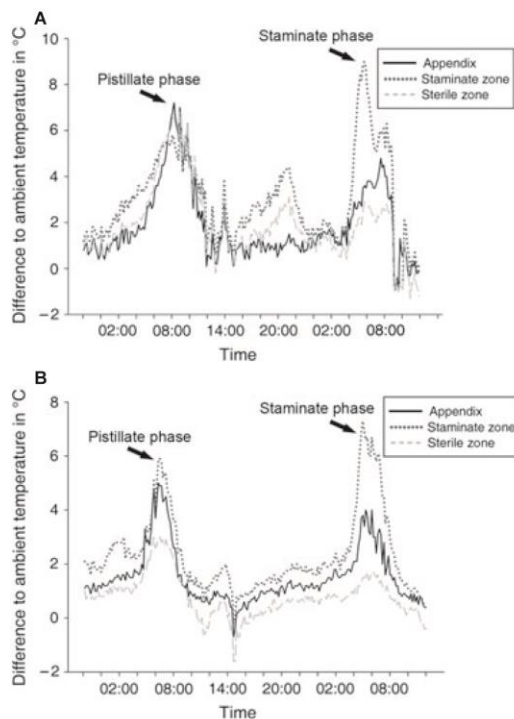 A
Difference to ambient temperature in °C
10
8
6
4
2
0
−2
Pistillate phase
Staminate phase
Appendix
Staminate zone
Sterile zone
02:00 08:00 14:00 20:00 02:00 08:00
Time
B
Difference to ambient temperature in °C
8
6
4
2
0
−2
Pistillate phase
Staminate phase
Appendix
Staminate zone
Sterile zone
02:00 08:00 14:00 20:00 02:00 08:00
Time